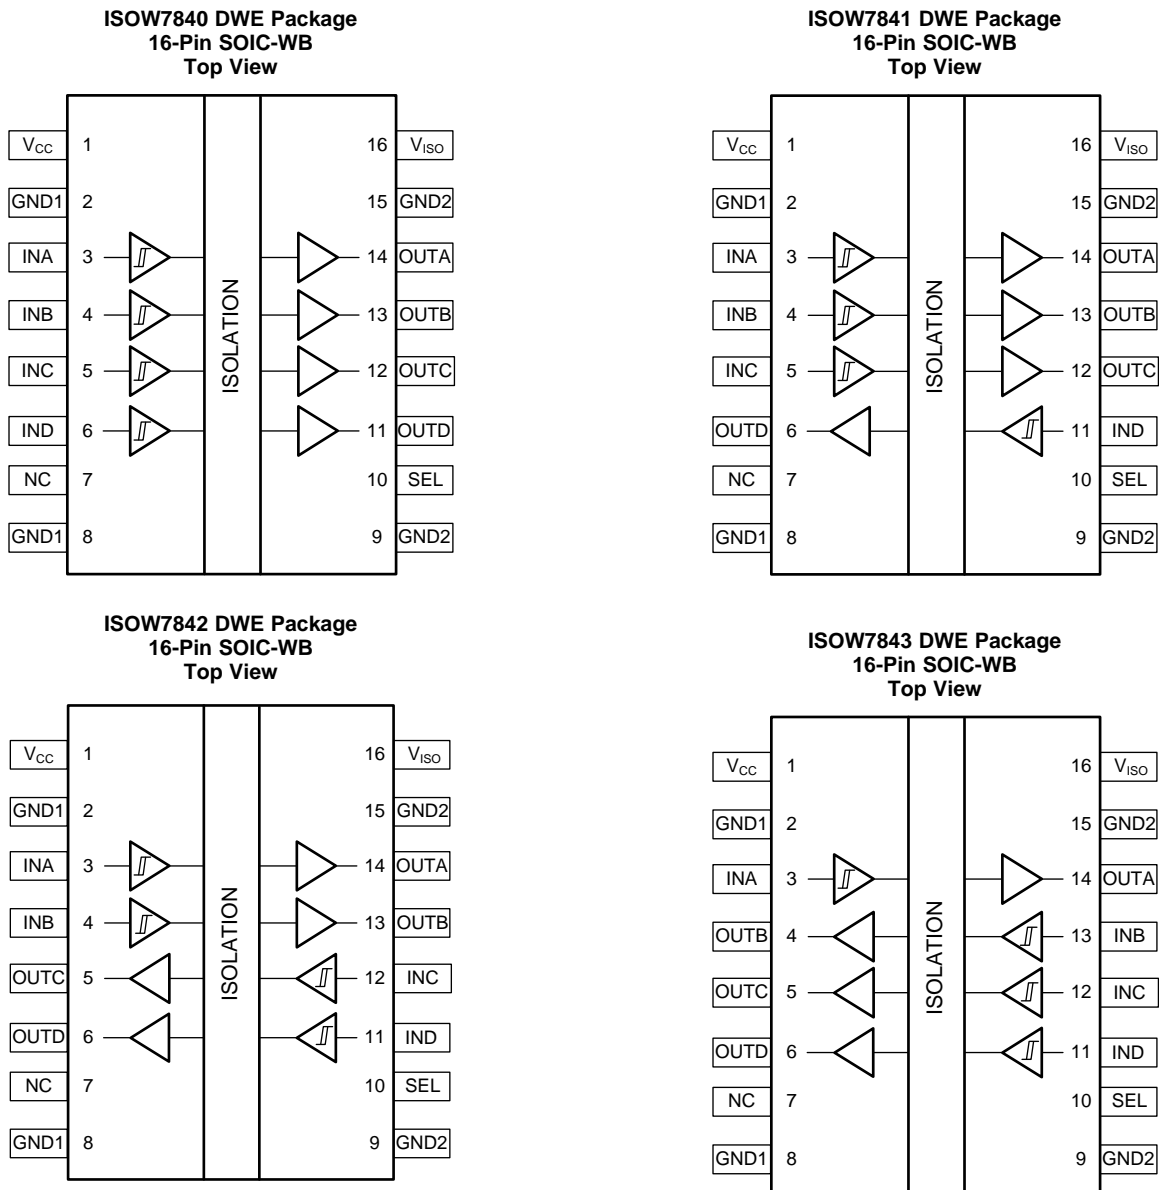 ISOW7840 DWE Package
16-Pin SOIC-WB
Top View
VCC 1 16 VISO
GND1 2 15 GND2
INA 3 14 OUTA
INB 4 13 OUTB
INC 5 12 OUTC
IND 6 11 OUTD
NC 7 10 SEL
GND1 8 9 GND2
ISOLATION
ISOW7841 DWE Package
16-Pin SOIC-WB
Top View
VCC 1 16 VISO
GND1 2 15 GND2
INA 3 14 OUTA
INB 4 13 OUTB
INC 5 12 OUTC
OUTD 6 11 IND
NC 7 10 SEL
GND1 8 9 GND2
ISOLATION
ISOW7842 DWE Package
16-Pin SOIC-WB
Top View
VCC 1 16 VISO
GND1 2 15 GND2
INA 3 14 OUTA
INB 4 13 OUTB
OUTC 5 12 INC
OUTD 6 11 IND
NC 7 10 SEL
GND1 8 9 GND2
ISOLATION
ISOW7843 DWE Package
16-Pin SOIC-WB
Top View
VCC 1 16 VISO
GND1 2 15 GND2
INA 3 14 OUTA
OUTB 4 13 INB
OUTC 5 12 INC
OUTD 6 11 IND
NC 7 10 SEL
GND1 8 9 GND2
ISOLATION